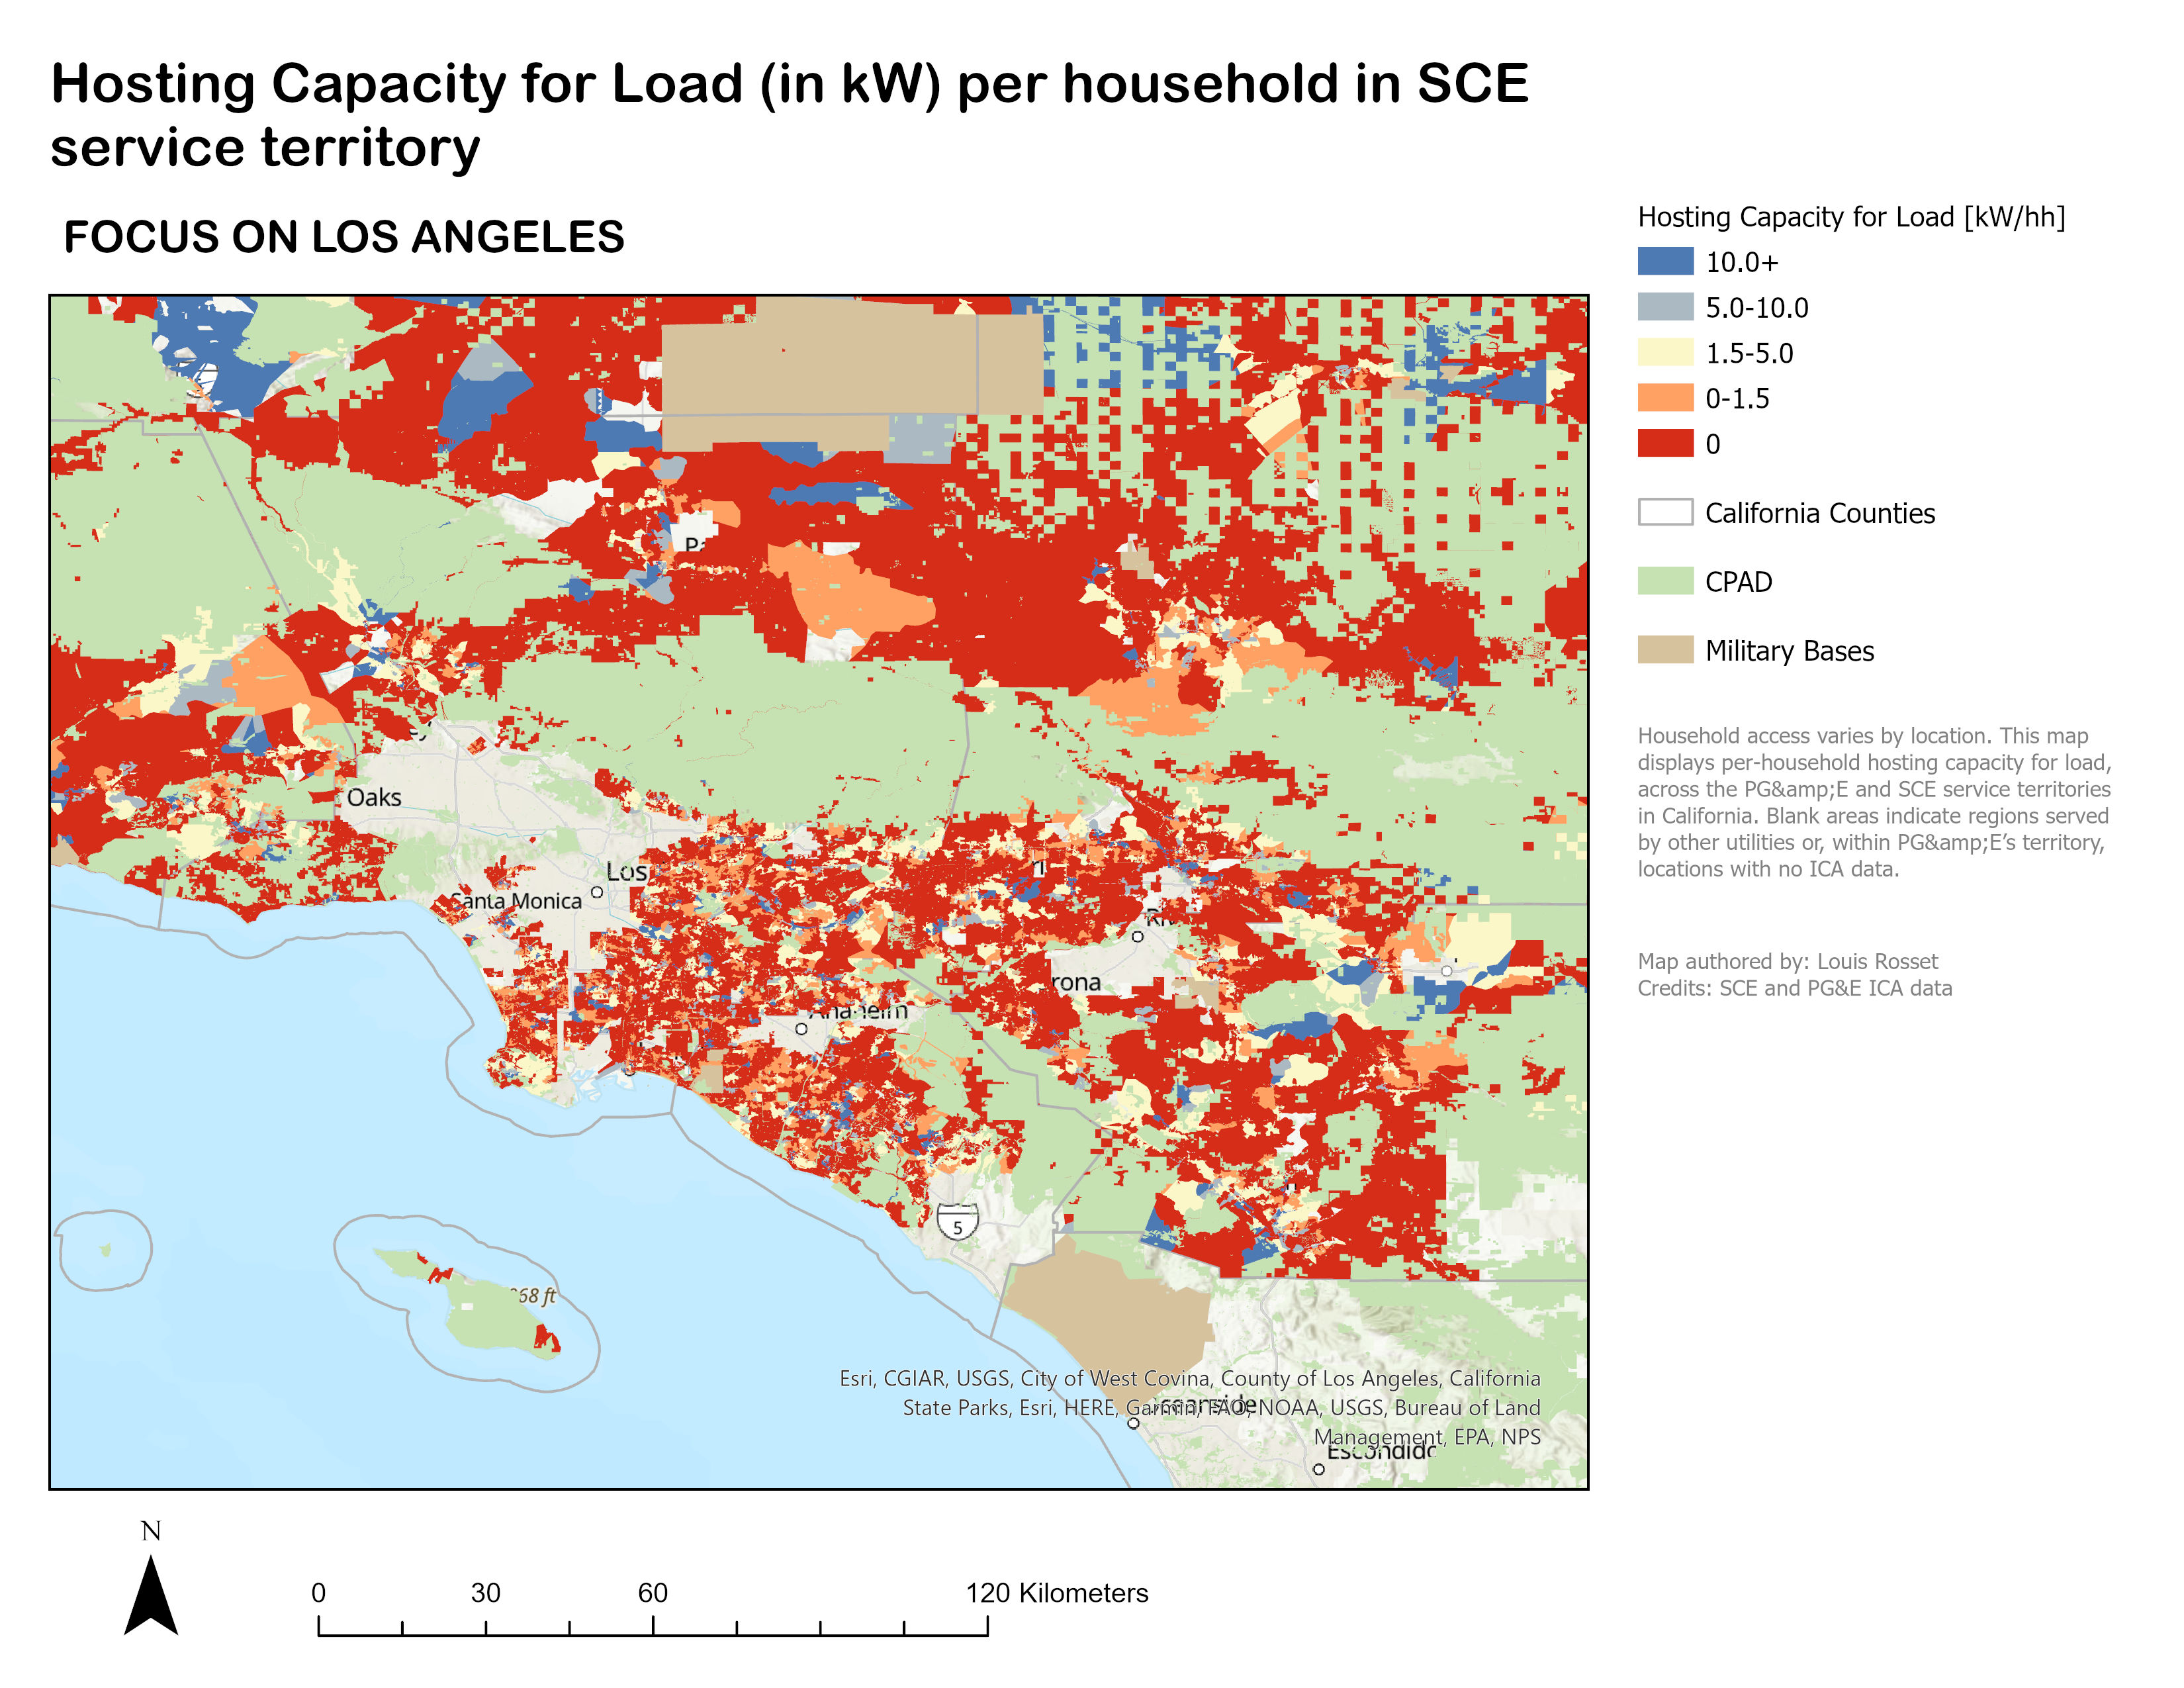 Hosting Capacity for Load (in kW) per household in SCE
service territory
FOCUS ON LOS ANGELES
Hosting Capacity for Load [kW/hh]
10.0+
5.0-10.0
1.5-5.0
0-1.5
0
California Counties
CPAD
Military Bases
Household access varies by location. This map
displays per-household hosting capacity for load,
across the PG&amp;E and SCE service territories
in California. Blank areas indicate regions served
by other utilities or, within PG&amp;E’s territory,
locations with no ICA data.
Map authored by: Louis Rosset
Credits: SCE and PG&E ICA data
Pa
Oaks
Los
Santa Monica
Riv
rona
Anaheim
5
68 ft
Esri, CGIAR, USGS, City of West Covina, County of Los Angeles, California
State Parks, Esri, HERE, Garmin, FAO, NOAA, USGS, Bureau of Land
Management, EPA, NPS
Oceanside
Escondido
N
0 30 60 120 Kilometers